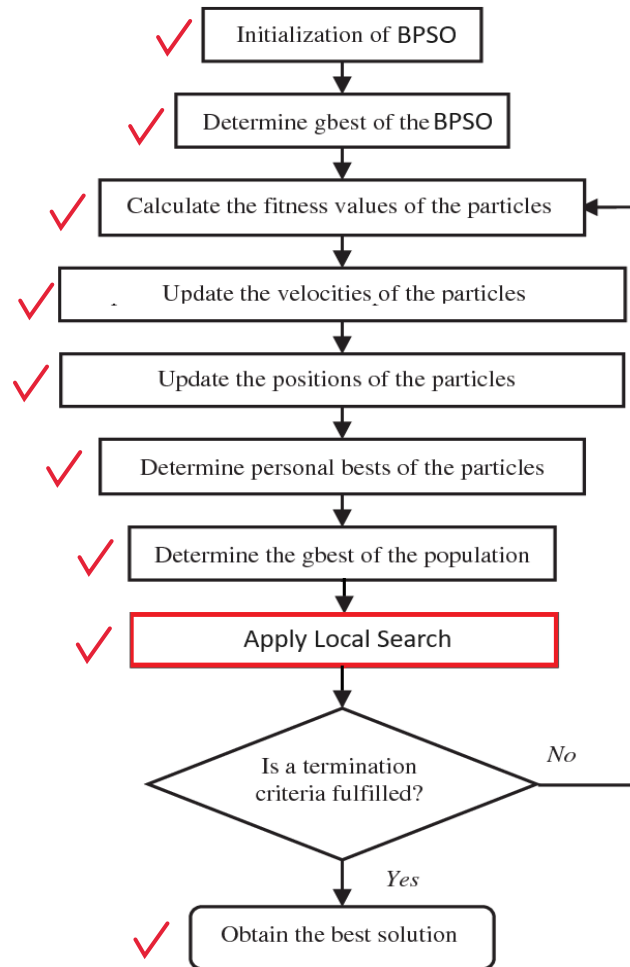 Initialization of BPSO
Determine gbest of the BPSO
Calculate the fitness values of the particles
Update the velocities of the particles
Update the positions of the particles
Determine personal bests of the particles
Determine the gbest of the population
Apply Local Search
Is a termination
criteria fulfilled?
No
Yes
Obtain the best solution